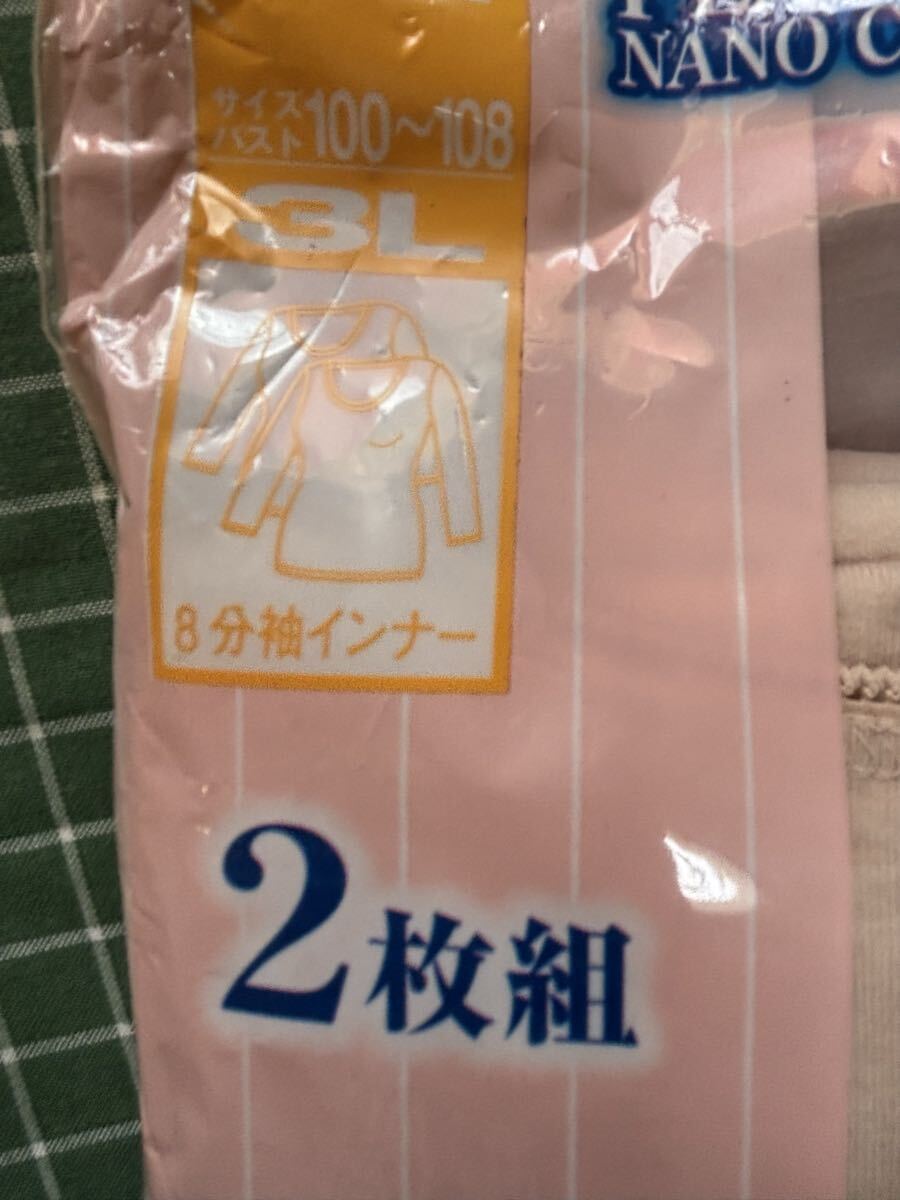 NANO C
サイズ
バスト100～108
3L
8分袖インナー
2枚組